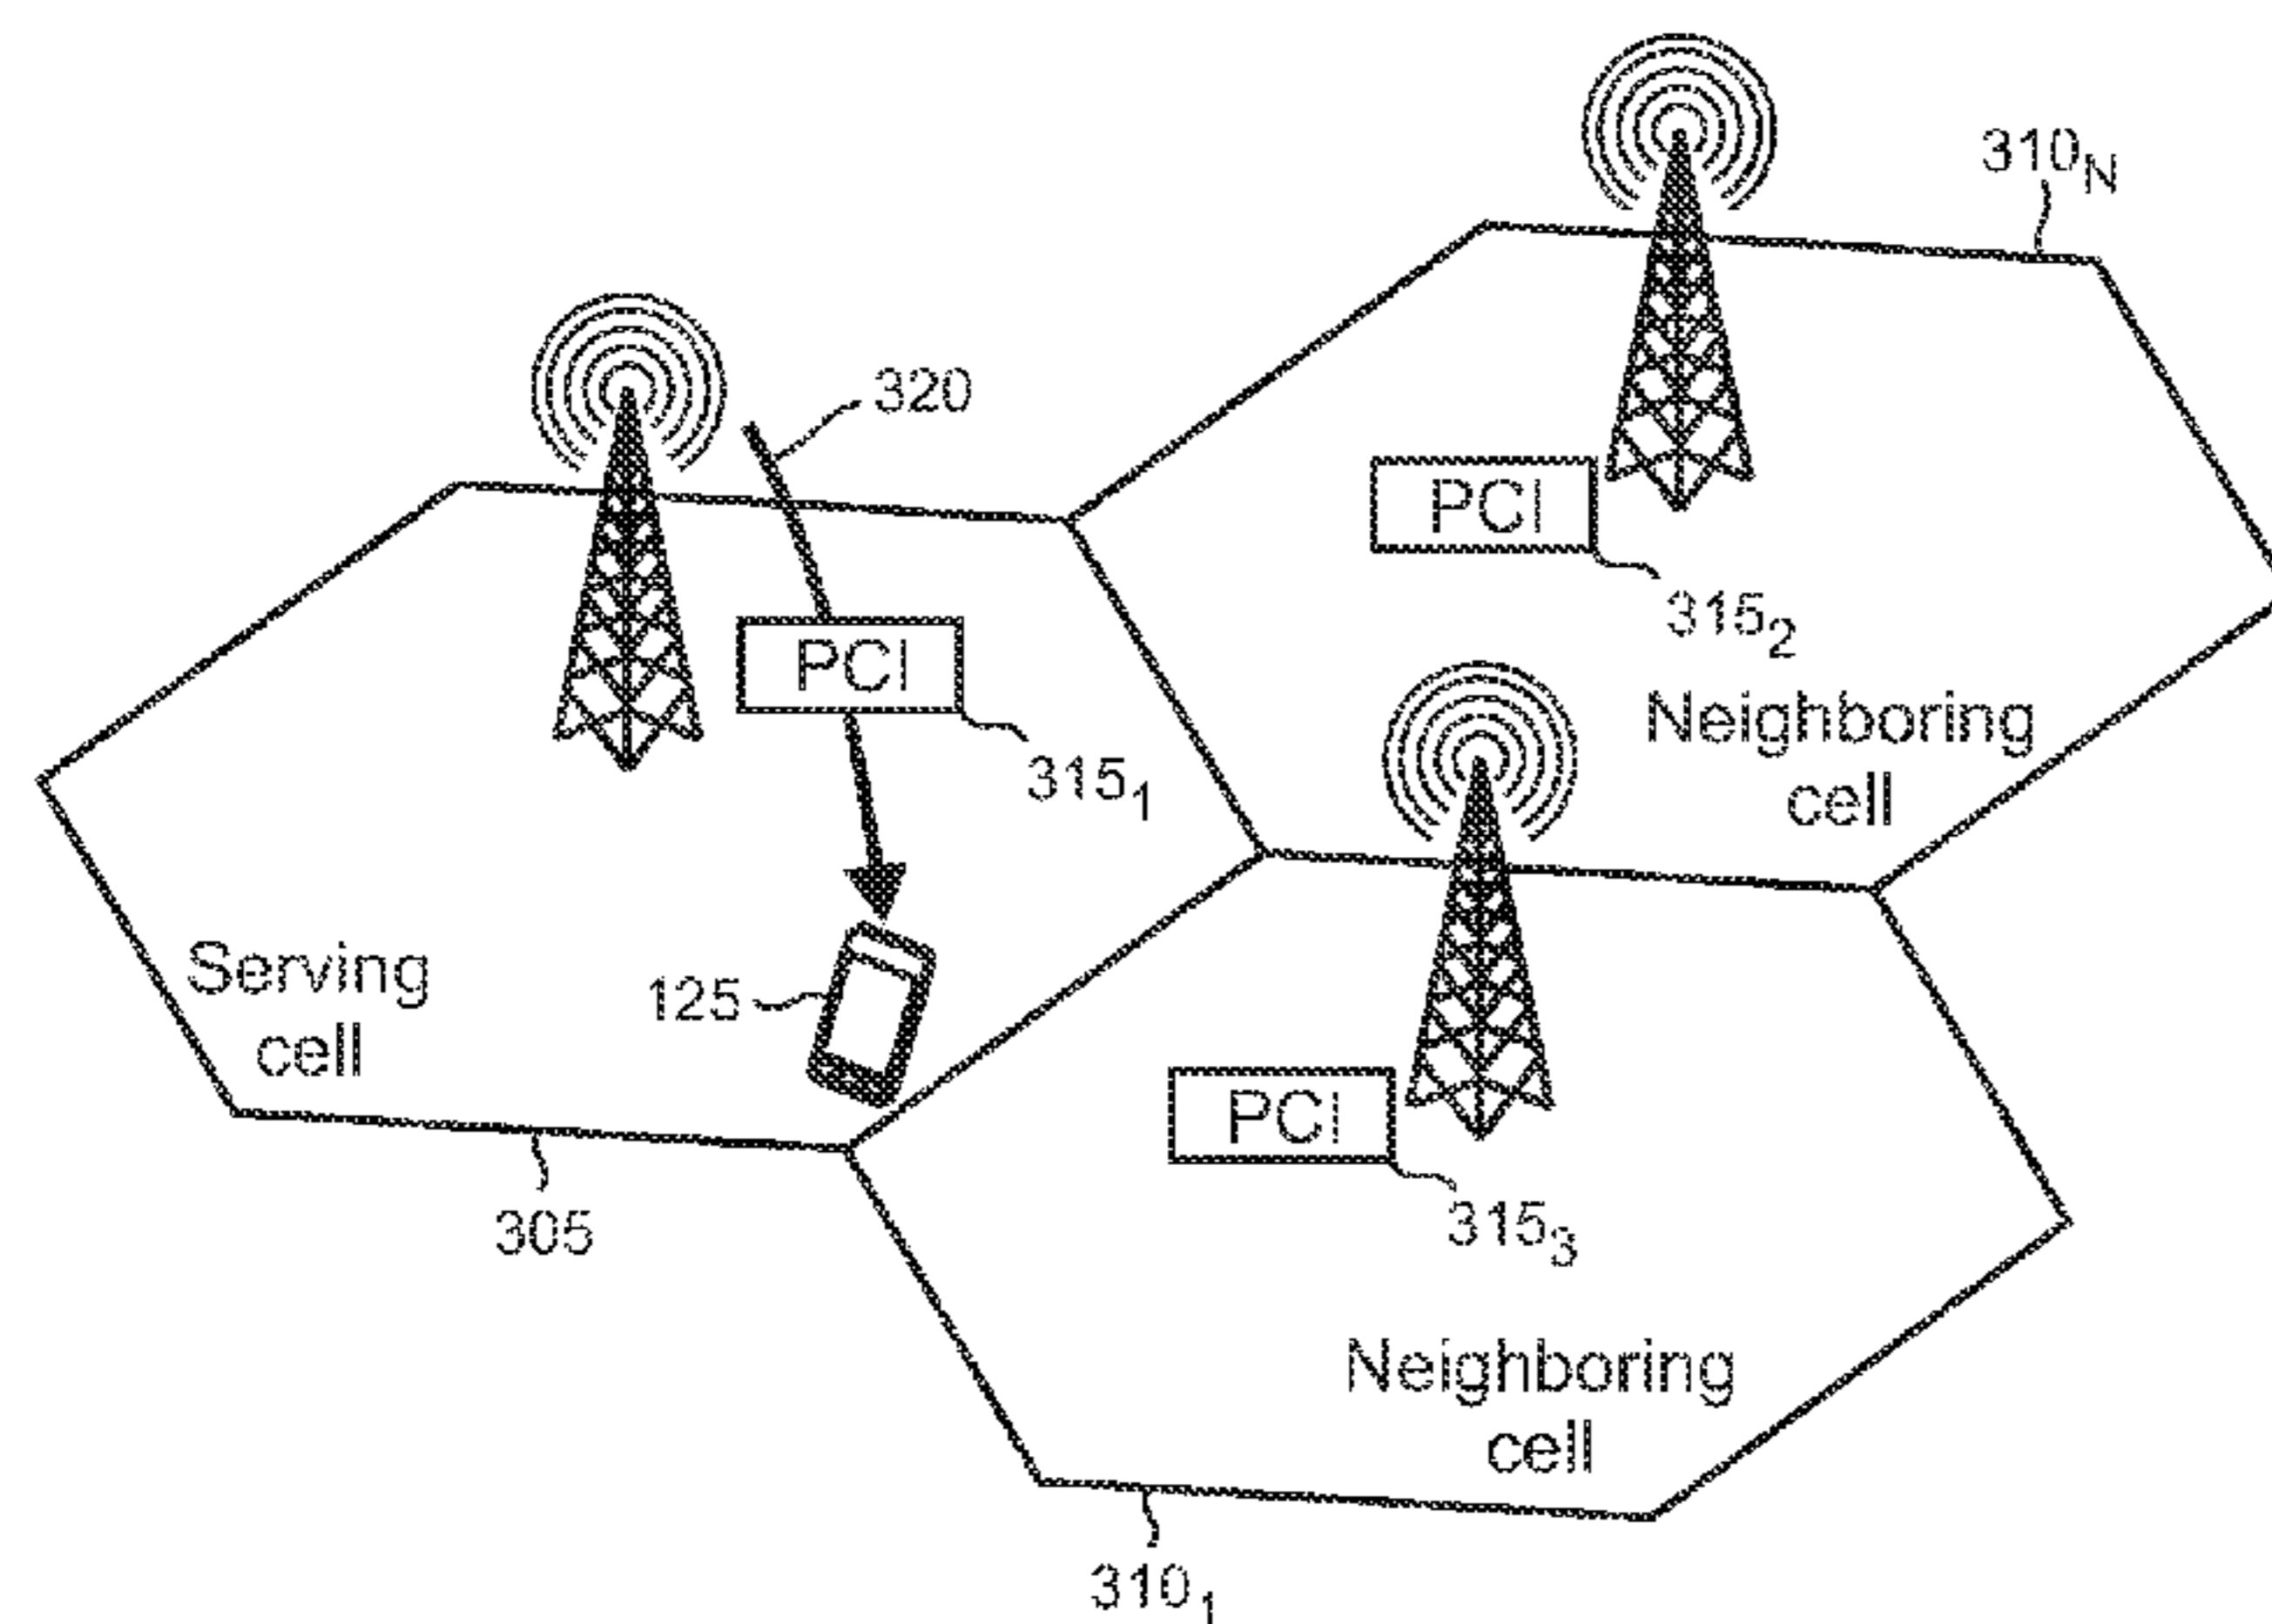 310N
320
PCI
3152
PCI
3151
Neighboring
cell
Serving
cell
125
PCI
3153
305
Neighboring
cell
3101